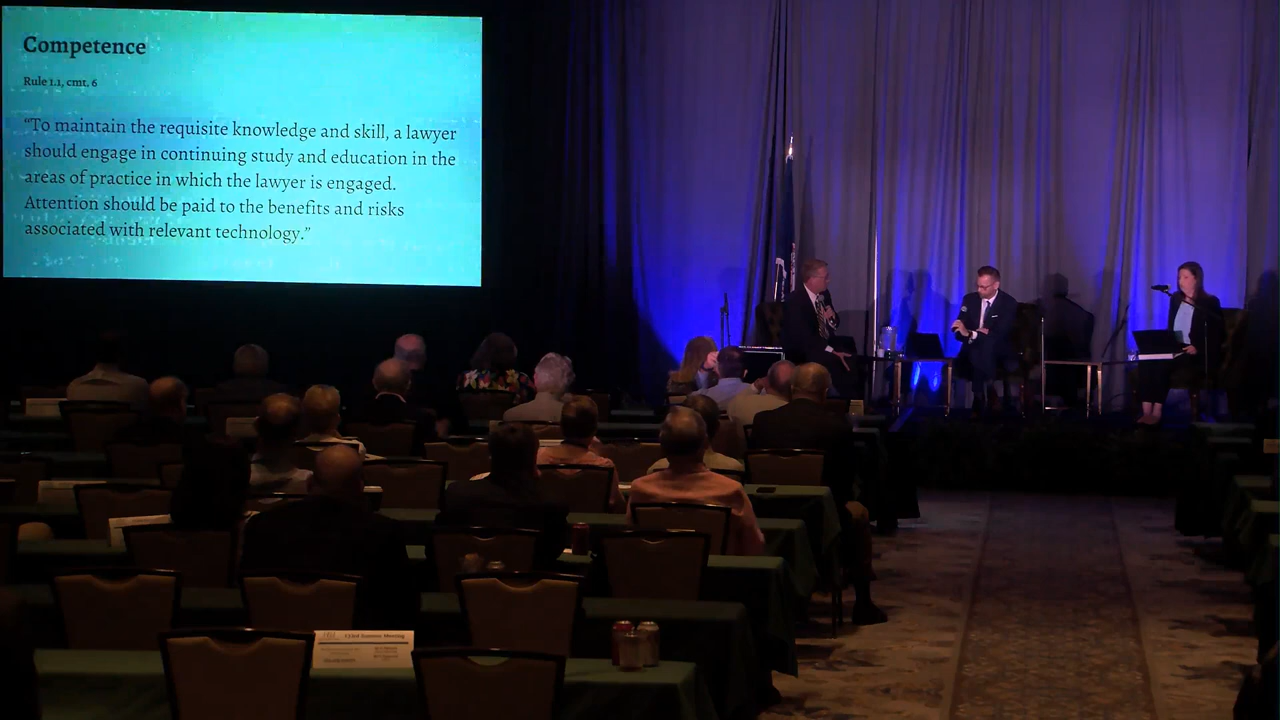 Competence
Rule 1.1, cmt. 6
“To maintain the requisite knowledge and skill, a lawyer
should engage in continuing study and education in the
areas of practice in which the lawyer is engaged.
Attention should be paid to the benefits and risks
associated with relevant technology.”
Summer Meeting